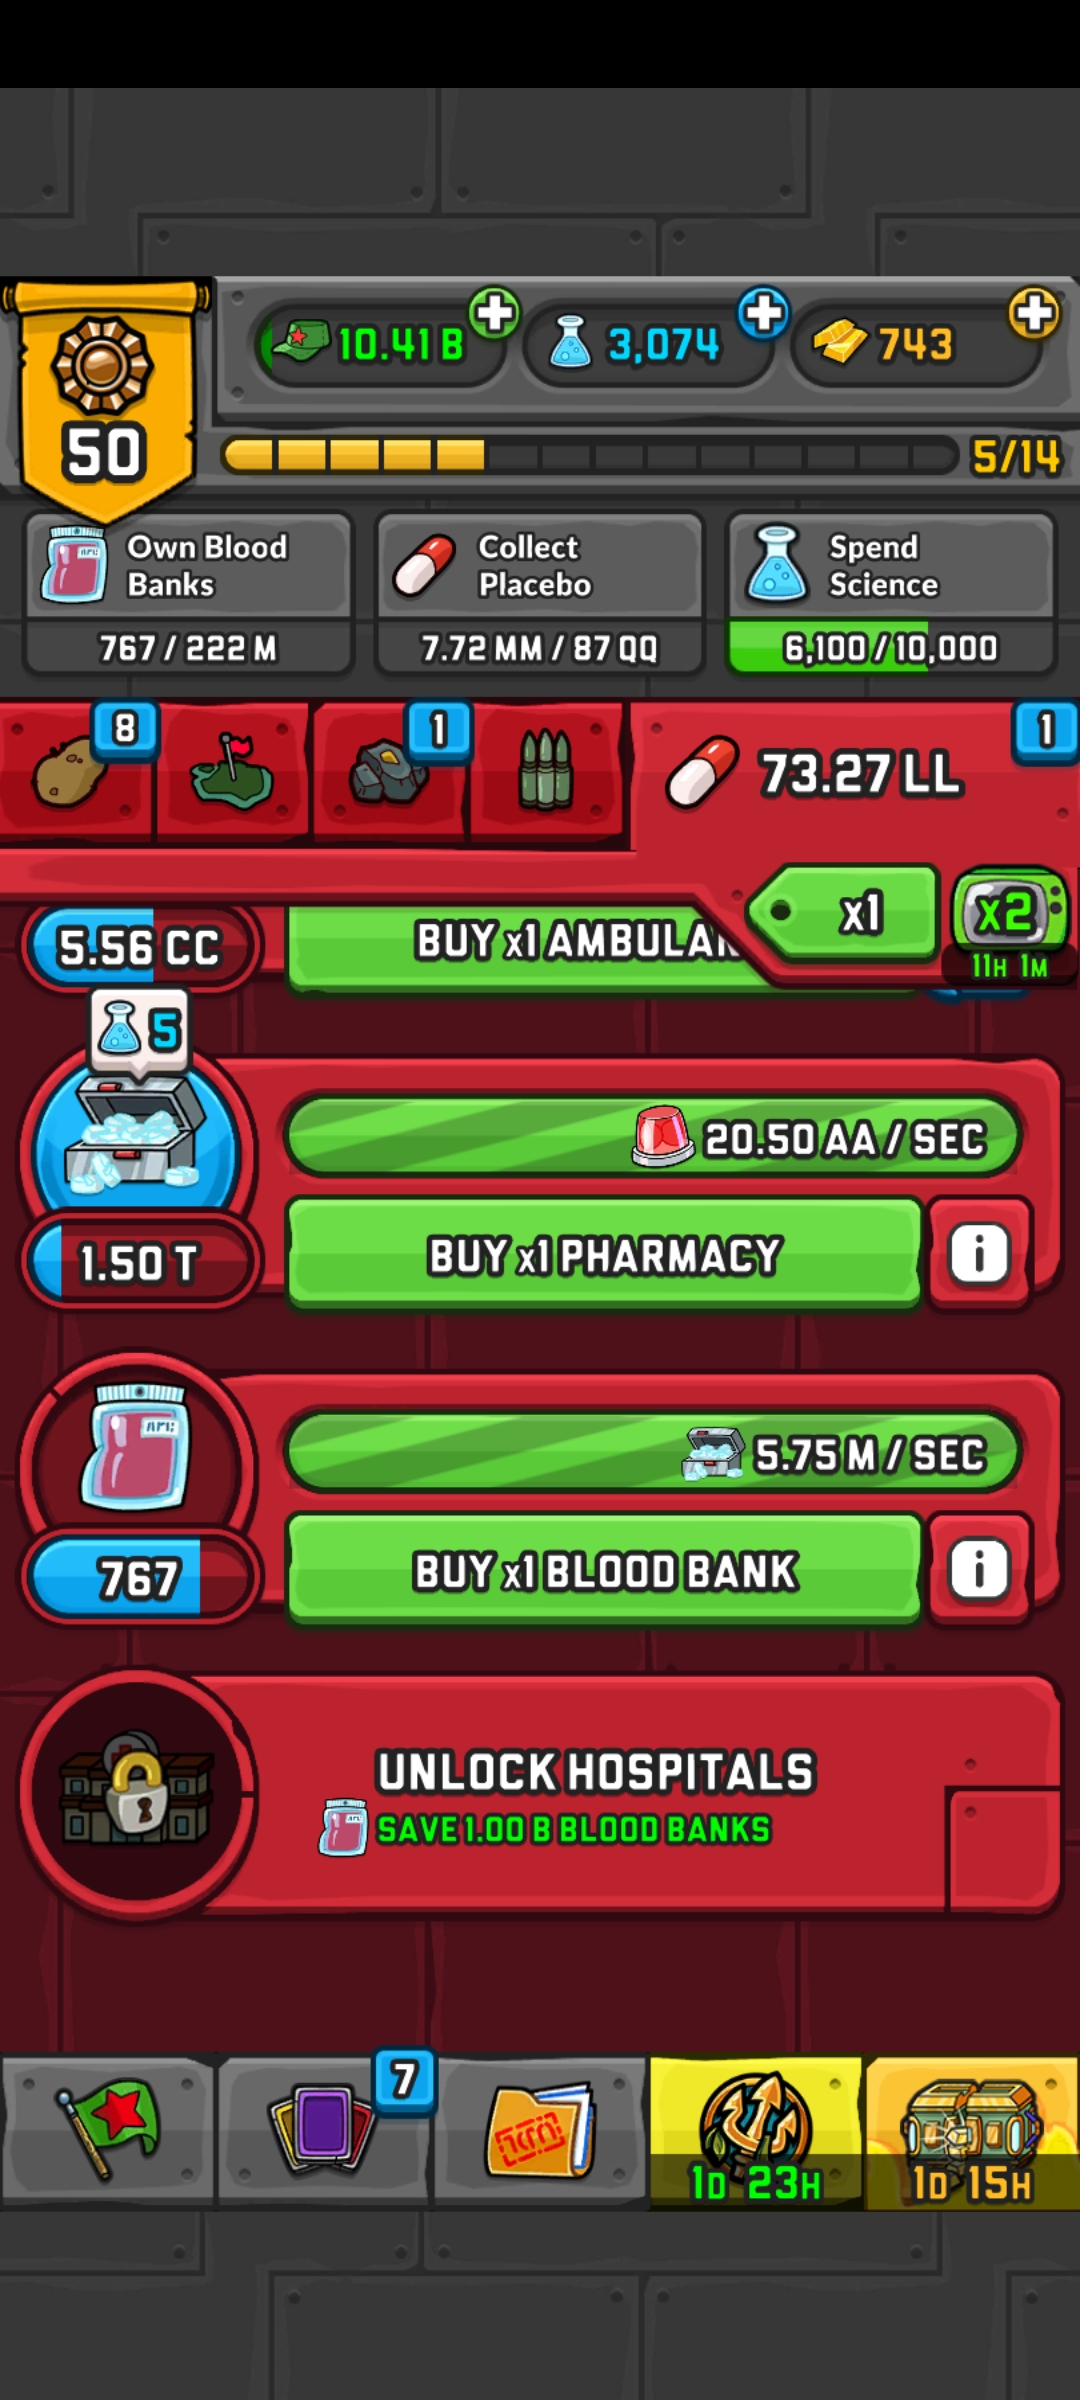 10.41 B
3,074
743
50
5/14
Own Blood
Banks
767 / 222 M
Collect
Placebo
7.72 MM / 87 QQ
Spend
Science
6,100 / 10,000
8
1
73.27 LL
1
x1
x2
11H 1M
5.56 CC
BUY x1 AMBULAN
5
20.50 AA / SEC
1.50 T
BUY x1 PHARMACY
i
5.75 M / SEC
767
BUY x1 BLOOD BANK
i
UNLOCK HOSPITALS
SAVE 1.00 B BLOOD BANKS
7
1D 23H
1D 15H